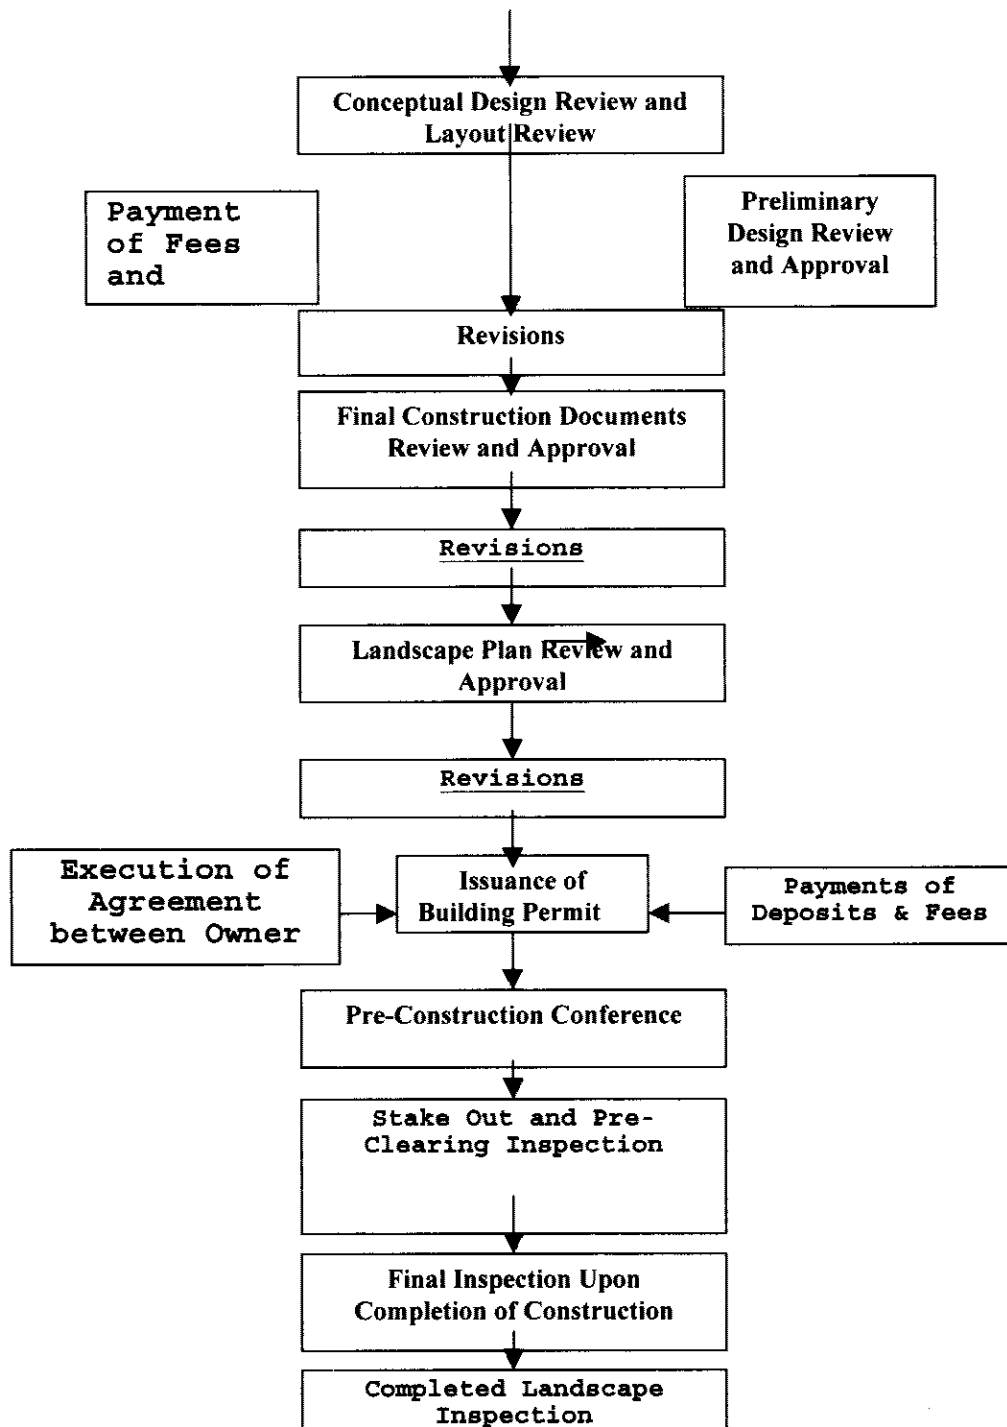 Conceptual Design Review and
Layout Review
Payment
of Fees
and
Preliminary
Design Review
and Approval
Revisions
Final Construction Documents
Review and Approval
Revisions
Landscape Plan Review and
Approval
Revisions
Execution of
Agreement
between Owner
Issuance of
Building Permit
Payments of
Deposits & Fees
Pre-Construction Conference
Stake Out and Pre-
Clearing Inspection
Final Inspection Upon
Completion of Construction
Completed Landscape
Inspection